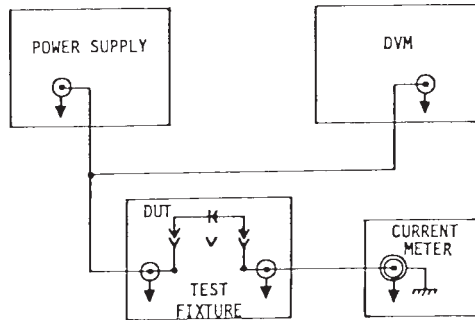 POWER SUPPLY
DVM
DUT
TEST
FIXTURE
CURRENT
METER